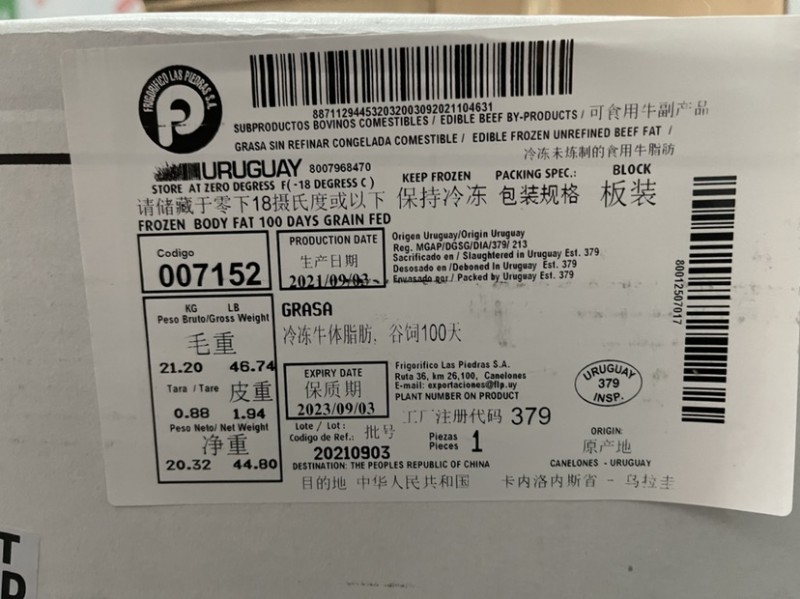 FRIGORIFICO LAS PIEDRAS S.A.
8871129445320320030920211046​31
SUBPRODUCTOS BOVINOS COMESTIBLES / EDIBLE BEEF BY-PRODUCTS / 可食用牛副产品
GRASA SIN REFINAR CONGELADA COMESTIBLE / EDIBLE FROZEN UNREFINED BEEF FAT /
冷冻未炼制的食用牛脂肪
URUGUAY 8007968470
STORE AT ZERO DEGRESS F(-18 DEGRESS C)
KEEP FROZEN PACKING SPEC.: BLOCK
请储藏于零下18摄氏度或以下 保持冷冻 包装规格 板装
FROZEN BODY FAT 100 DAYS GRAIN FED
Codigo
007152
PRODUCTION DATE
生产日期
2021/09/03
Origen Uruguay/Origin Uruguay
Reg. MGAP/DGSG/DIA/379/ 213
Sacrificado en / Slaughtered in Uruguay Est. 379
Desosado en /Deboned in Uruguay Est. 379
Envasado por/ Packed by Uruguay Est. 379
GRASA
冷冻牛体脂肪，谷饲100天
KG LB
Peso Bruto/Gross Weight
毛重
21.20 46.74
Tara / Tare 皮重
0.88 1.94
Peso Neto/ Net Weight
净重
20.32 44.80
EXPIRY DATE
保质期
2023/09/03
Lote / Lot:
Codigo de Ref.: 批号
20210903
Frigorifico Las Piedras S.A.
Ruta 36, km 26,100, Canelones
E-mail: exportaciones@flp.uy
PLANT NUMBER ON PRODUCT
工厂注册代码 379
Piezas
Pieces 1
URUGUAY
379
INSP.
ORIGIN:
原产地
CANELONES - URUGUAY
DESTINATION: THE PEOPLES REPUBLIC OF CHINA
目的地 中华人民共和国 卡内洛内斯省 - 乌拉圭
80012507017
T
D